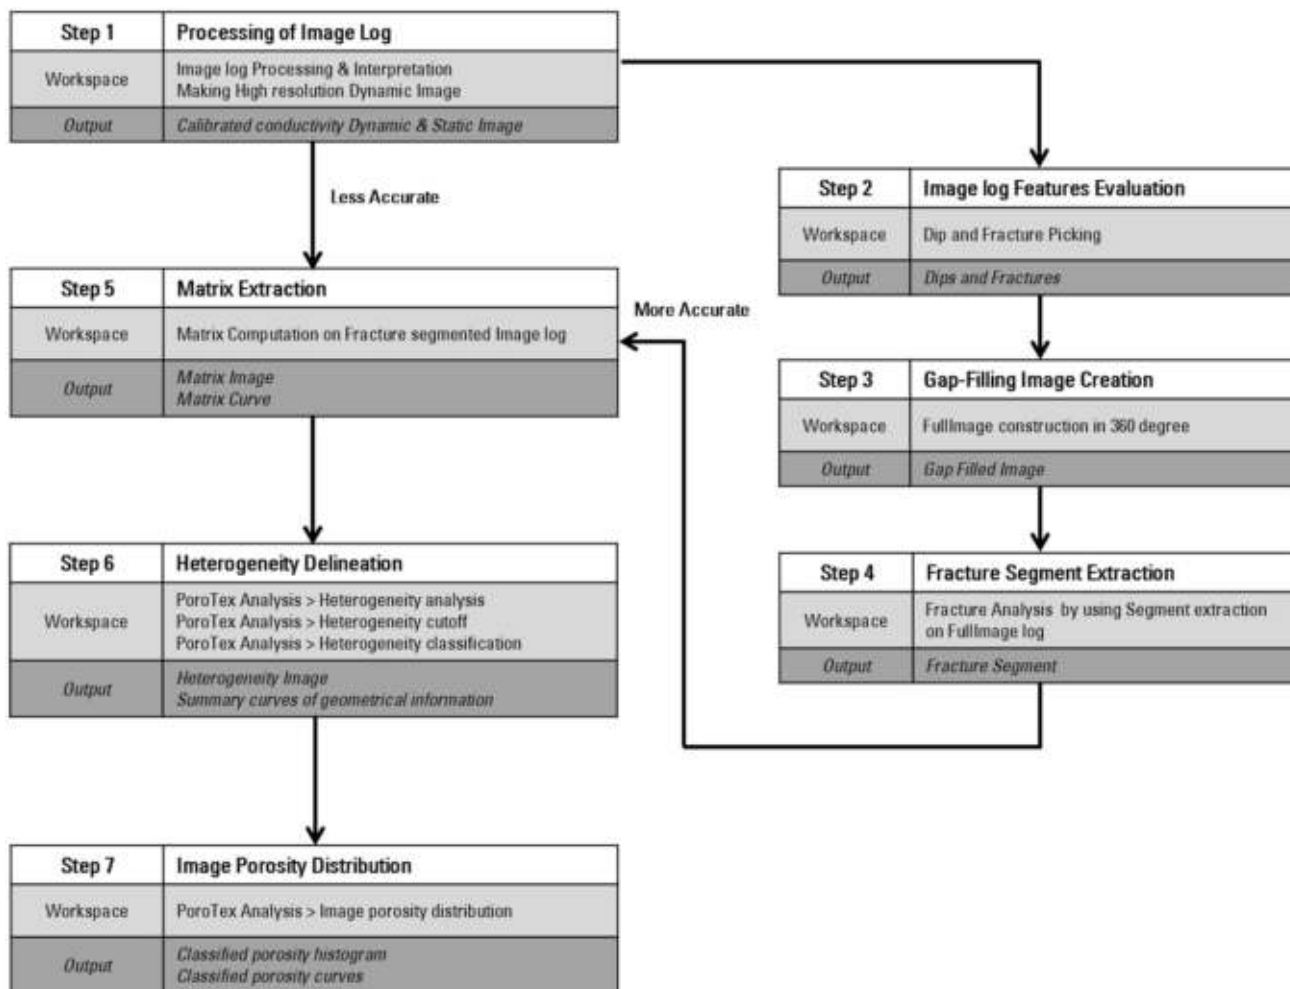 Step 1 Processing of Image Log
Workspace Image log Processing & Interpretation
Making High resolution Dynamic Image
Output Calibrated conductivity Dynamic & Static Image
Less Accurate
Step 2 Image log Features Evaluation
Workspace Dip and Fracture Picking
Output Dips and Fractures
Step 3 Gap-Filling Image Creation
Workspace FullImage construction in 360 degree
Output Gap Filled Image
Step 4 Fracture Segment Extraction
Workspace Fracture Analysis by using Segment extraction
on FullImage log
Output Fracture Segment
More Accurate
Step 5 Matrix Extraction
Workspace Matrix Computation on Fracture segmented Image log
Output Matrix Image
Matrix Curve
Step 6 Heterogeneity Delineation
Workspace PoroTex Analysis > Heterogeneity analysis
PoroTex Analysis > Heterogeneity cutoff
PoroTex Analysis > Heterogeneity classification
Output Heterogeneity Image
Summary curves of geometrical information
Step 7 Image Porosity Distribution
Workspace PoroTex Analysis > Image porosity distribution
Output Classified porosity histogram
Classified porosity curves